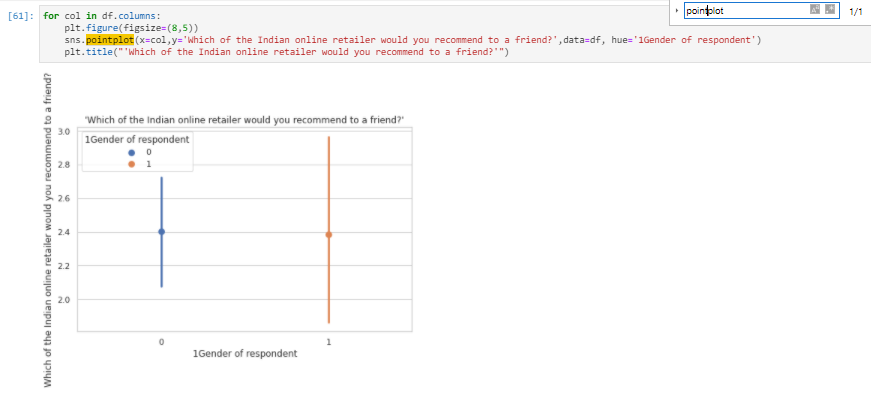 pointplot
1/1
[61]: for col in df.columns:
plt.figure(figsize=(8,5))
sns.pointplot(x=col,y='Which of the Indian online retailer would you recommend to a friend?',data=df, hue='1Gender of respondent')
plt.title("'Which of the Indian online retailer would you recommend to a friend?'")
'Which of the Indian online retailer would you recommend to a friend?'
Which of the Indian online retailer would you recommend to a friend?
3.0
2.8
2.6
2.4
2.2
2.0
1Gender of respondent
0
1
0
1
1Gender of respondent